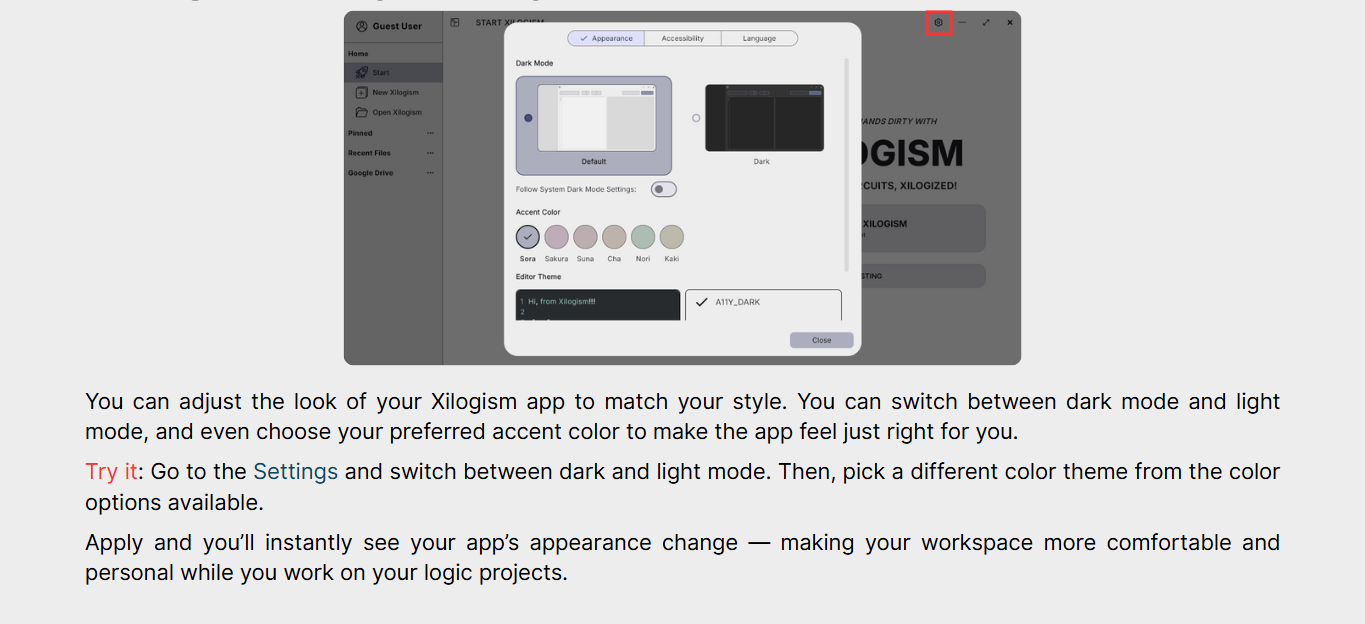 Guest User
START XILOGISM
Home
Start
New Xilogism
Open Xilogism
Pinned
Recent Files
Google Drive
Appearance
Accessibility
Language
Dark Mode
Default
Dark
Follow System Dark Mode Settings:
Accent Color
Sora
Sakura
Suna
Cha
Nori
Kaki
Editor Theme
1 Hi, from Xilogism!!!!
2
A11Y_DARK
Close
ANDS DIRTY WITH
OGISM
CUITS, XILOGIZED!
XILOGISM
STING
You can adjust the look of your Xilogism app to match your style. You can switch between dark mode and light
mode, and even choose your preferred accent color to make the app feel just right for you.
Try it: Go to the Settings and switch between dark and light mode. Then, pick a different color theme from the color
options available.
Apply and you’ll instantly see your app’s appearance change — making your workspace more comfortable and
personal while you work on your logic projects.